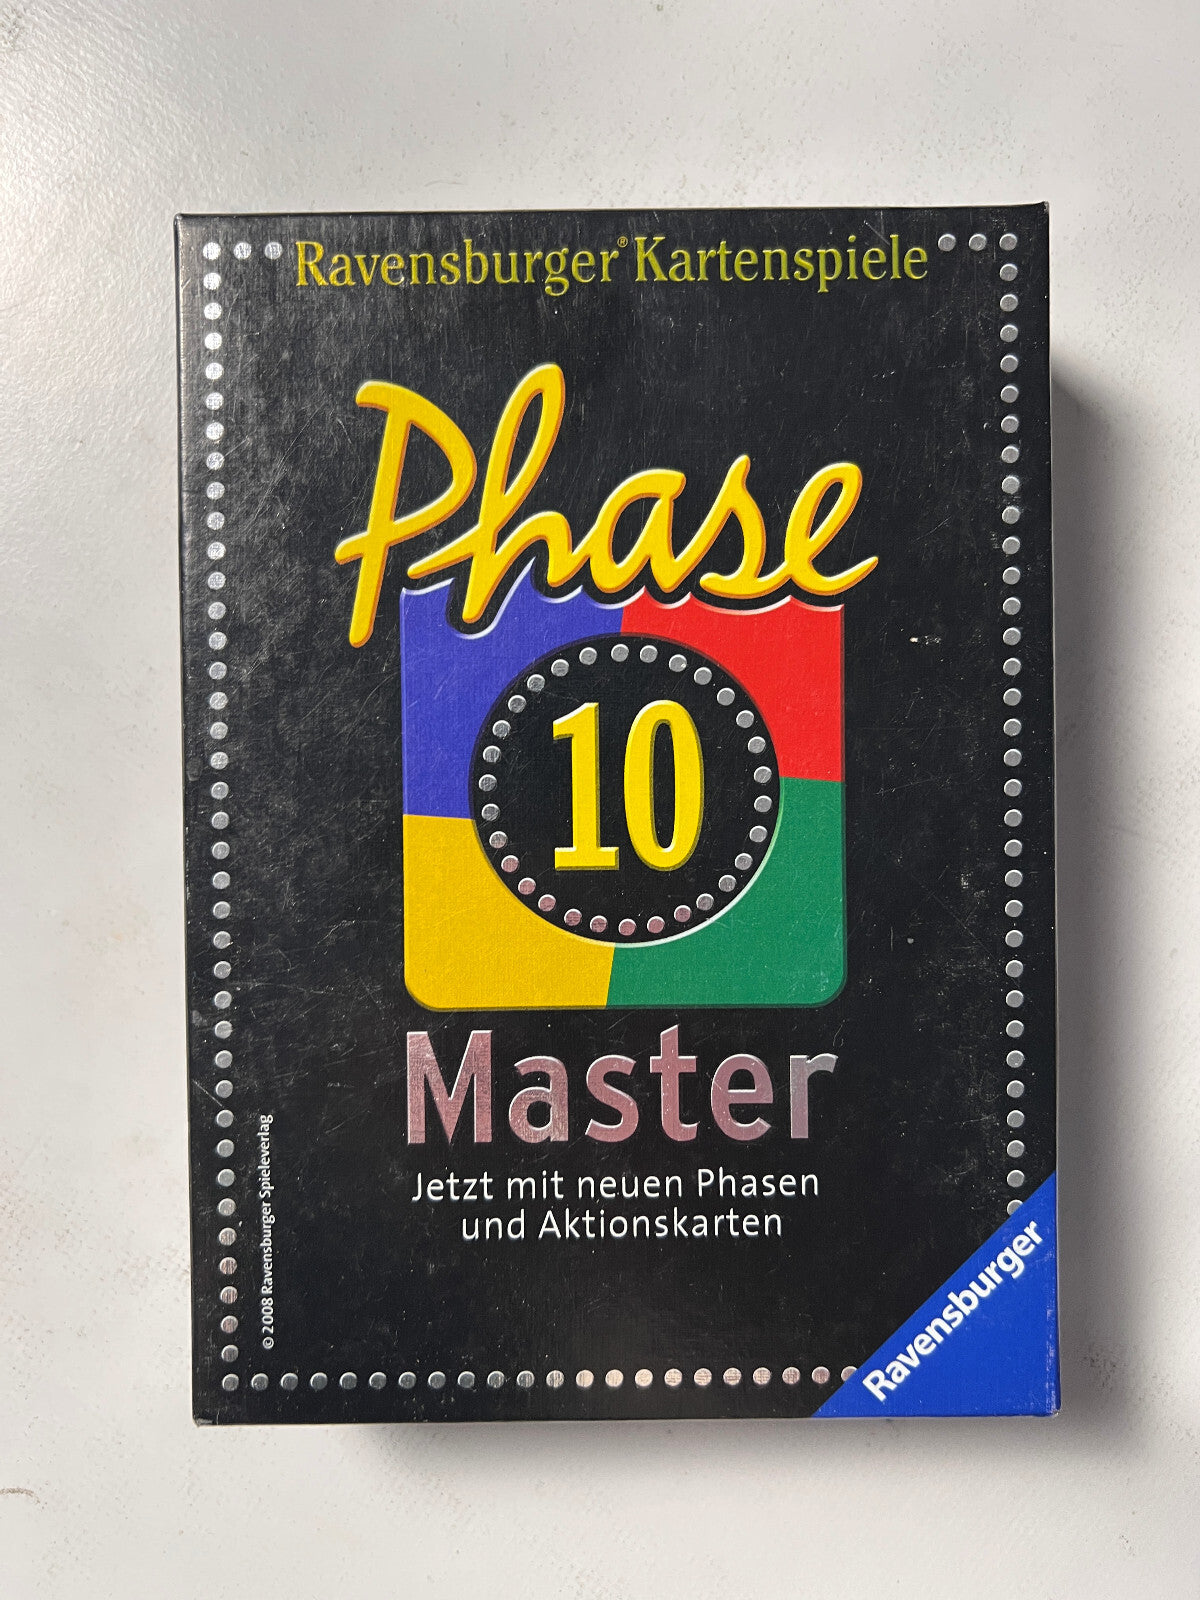 Ravensburger® Kartenspiele
Phase
10
Master
Jetzt mit neuen Phasen
und Aktionskarten
© 2008 Ravensburger Spieleverlag
Ravensburger